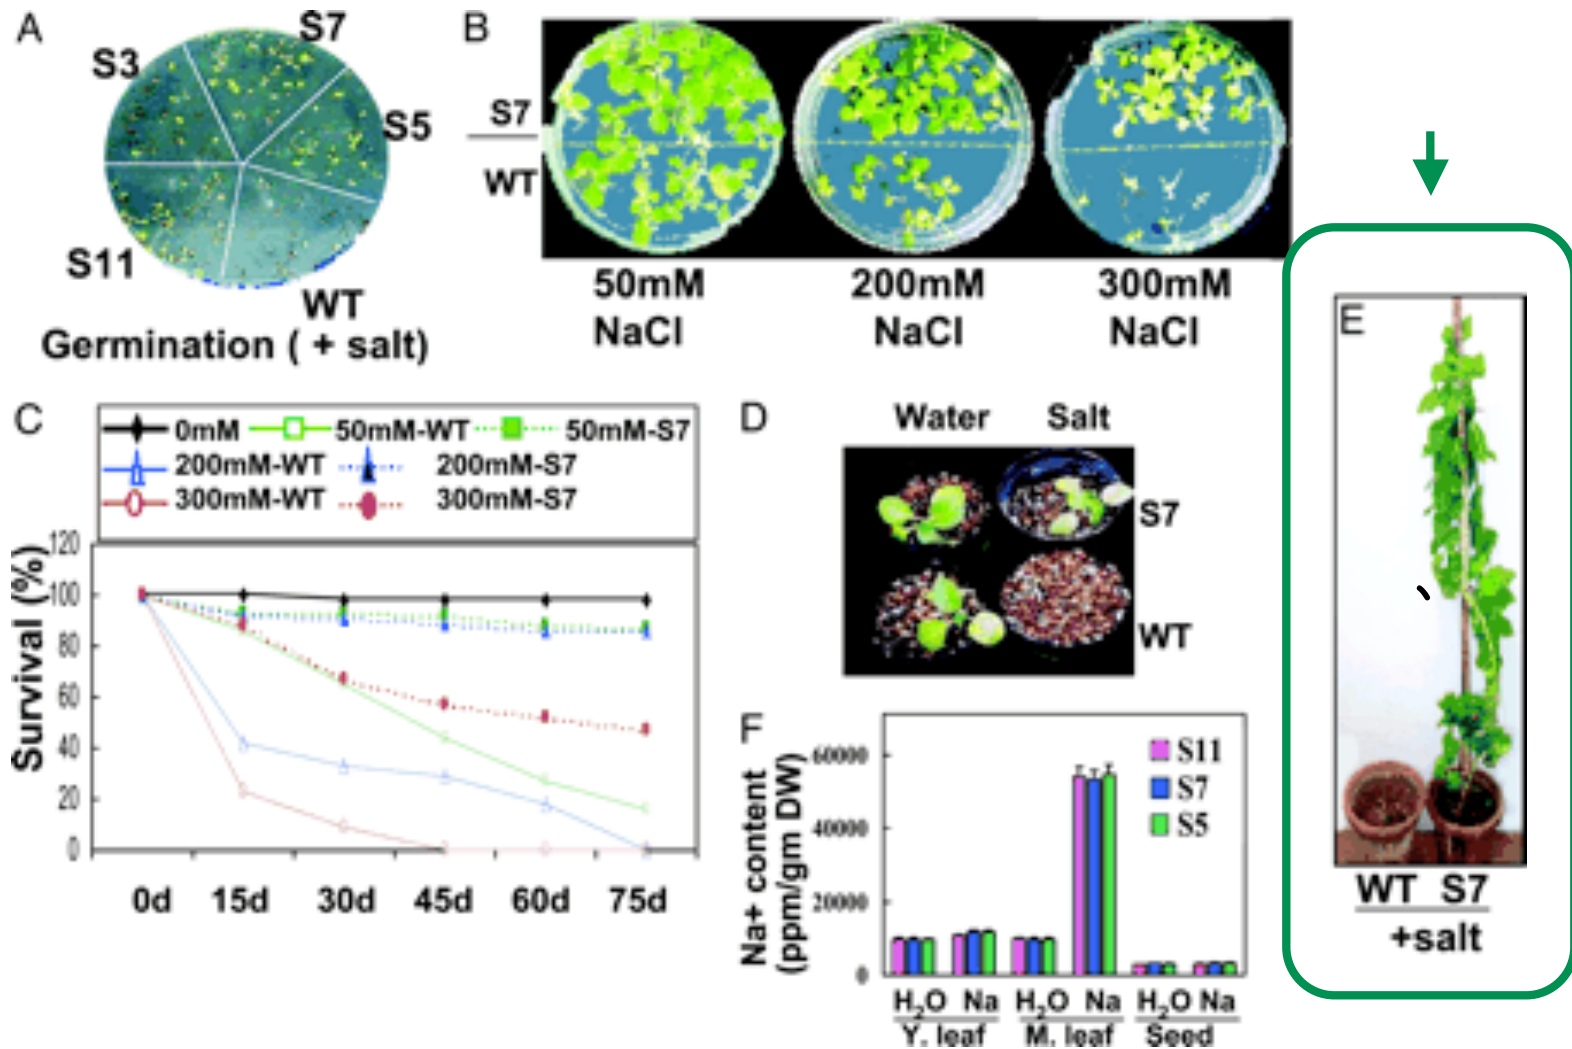 A
S7
S3
S5
S11
WT
Germination ( + salt)
B
S7
WT
50mM
NaCl
200mM
NaCl
300mM
NaCl
C
0mM
50mM-WT
50mM-S7
200mM-WT
200mM-S7
300mM-WT
300mM-S7
Survival (%)
120
100
80
60
40
20
0
0d 15d 30d 45d 60d 75d
D
Water Salt
S7
WT
E
WT S7
+salt
F
Na+ content
(ppm/gm DW)
60000
40000
20000
0
S11
S7
S5
H₂O Na H₂O Na H₂O Na
Y. leaf M. leaf Seed